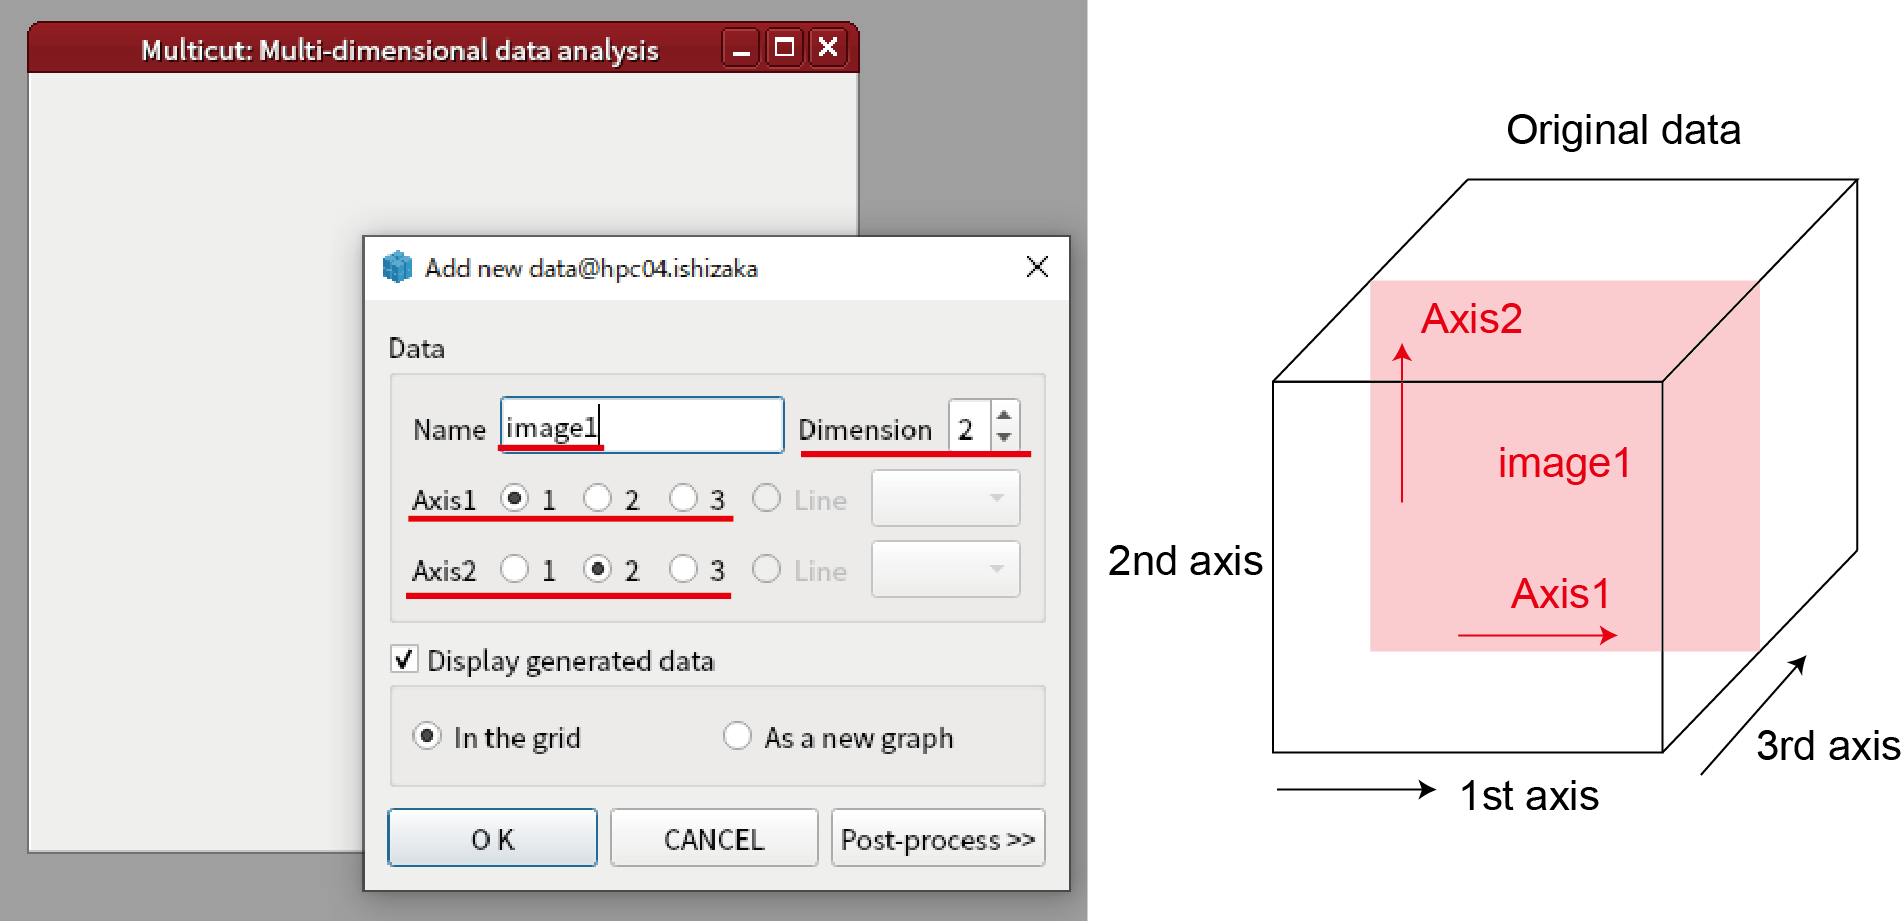 Multicut: Multi-dimensional data analysis
Add new data@hpc04.ishizaka
Data
Name image1 Dimension 2
Axis1 1 2 3 Line
Axis2 1 2 3 Line
Display generated data
In the grid As a new graph
OK CANCEL Post-process >>
Original data
Axis2
image1
2nd axis
Axis1
3rd axis
1st axis